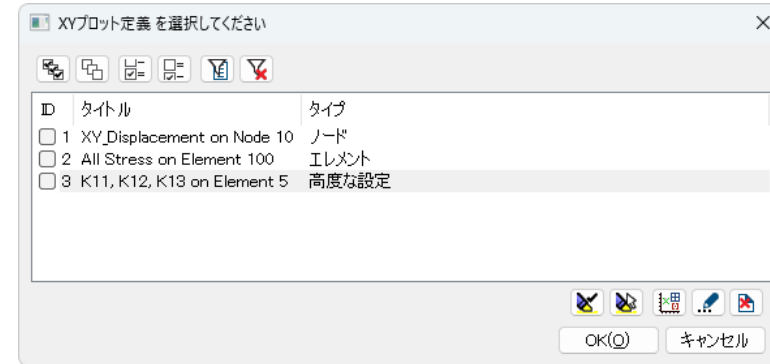 XYプロット定義 を選択してください
ID タイトル タイプ
1 XY_Displacement on Node 10 ノード
2 All Stress on Element 100 エレメント
3 K11, K12, K13 on Element 5 高度な設定
OK(O) キャンセル